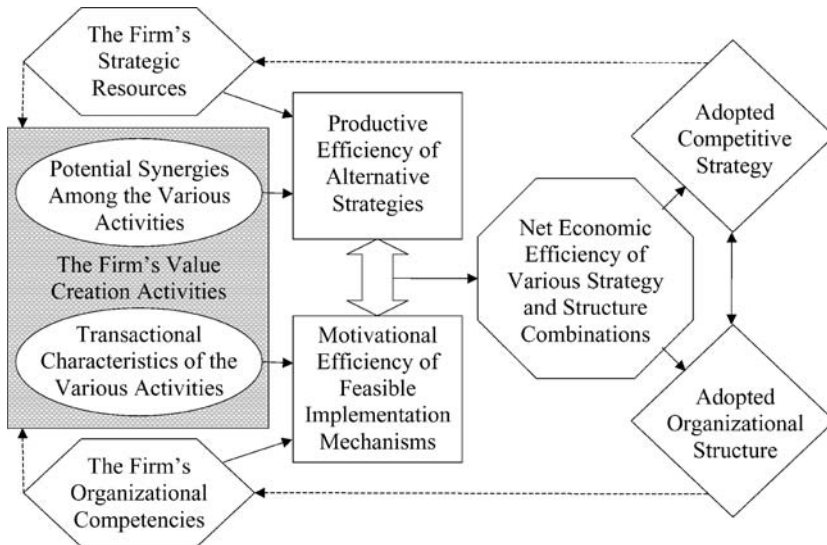 The Firm's
Strategic
Resources
Potential Synergies
Among the Various
Activities
The Firm's Value
Creation Activities
Transactional
Characteristics of the
Various Activities
The Firm's
Organizational
Competencies
Productive
Efficiency of
Alternative
Strategies
Motivational
Efficiency of
Feasible
Implementation
Mechanisms
Net Economic
Efficiency of
Various Strategy
and Structure
Combinations
Adopted
Competitive
Strategy
Adopted
Organizational
Structure